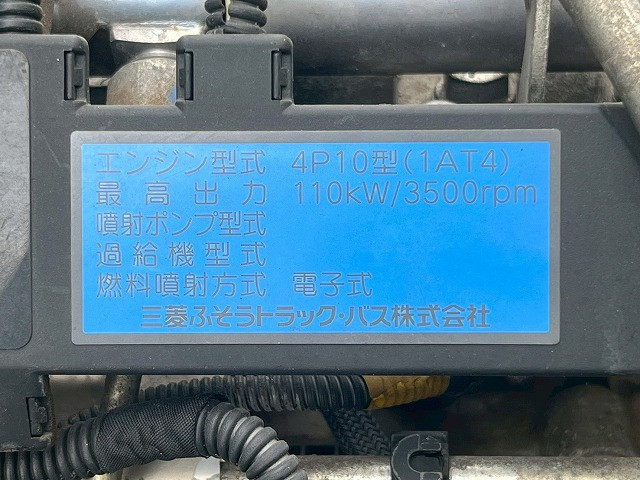 エンジン型式 4P10型(1AT4)
最高出力 110kW/3500rpm
噴射ポンプ型式
過給機型式
燃料噴射方式 電子式
三菱ふそうトラック・バス株式会社